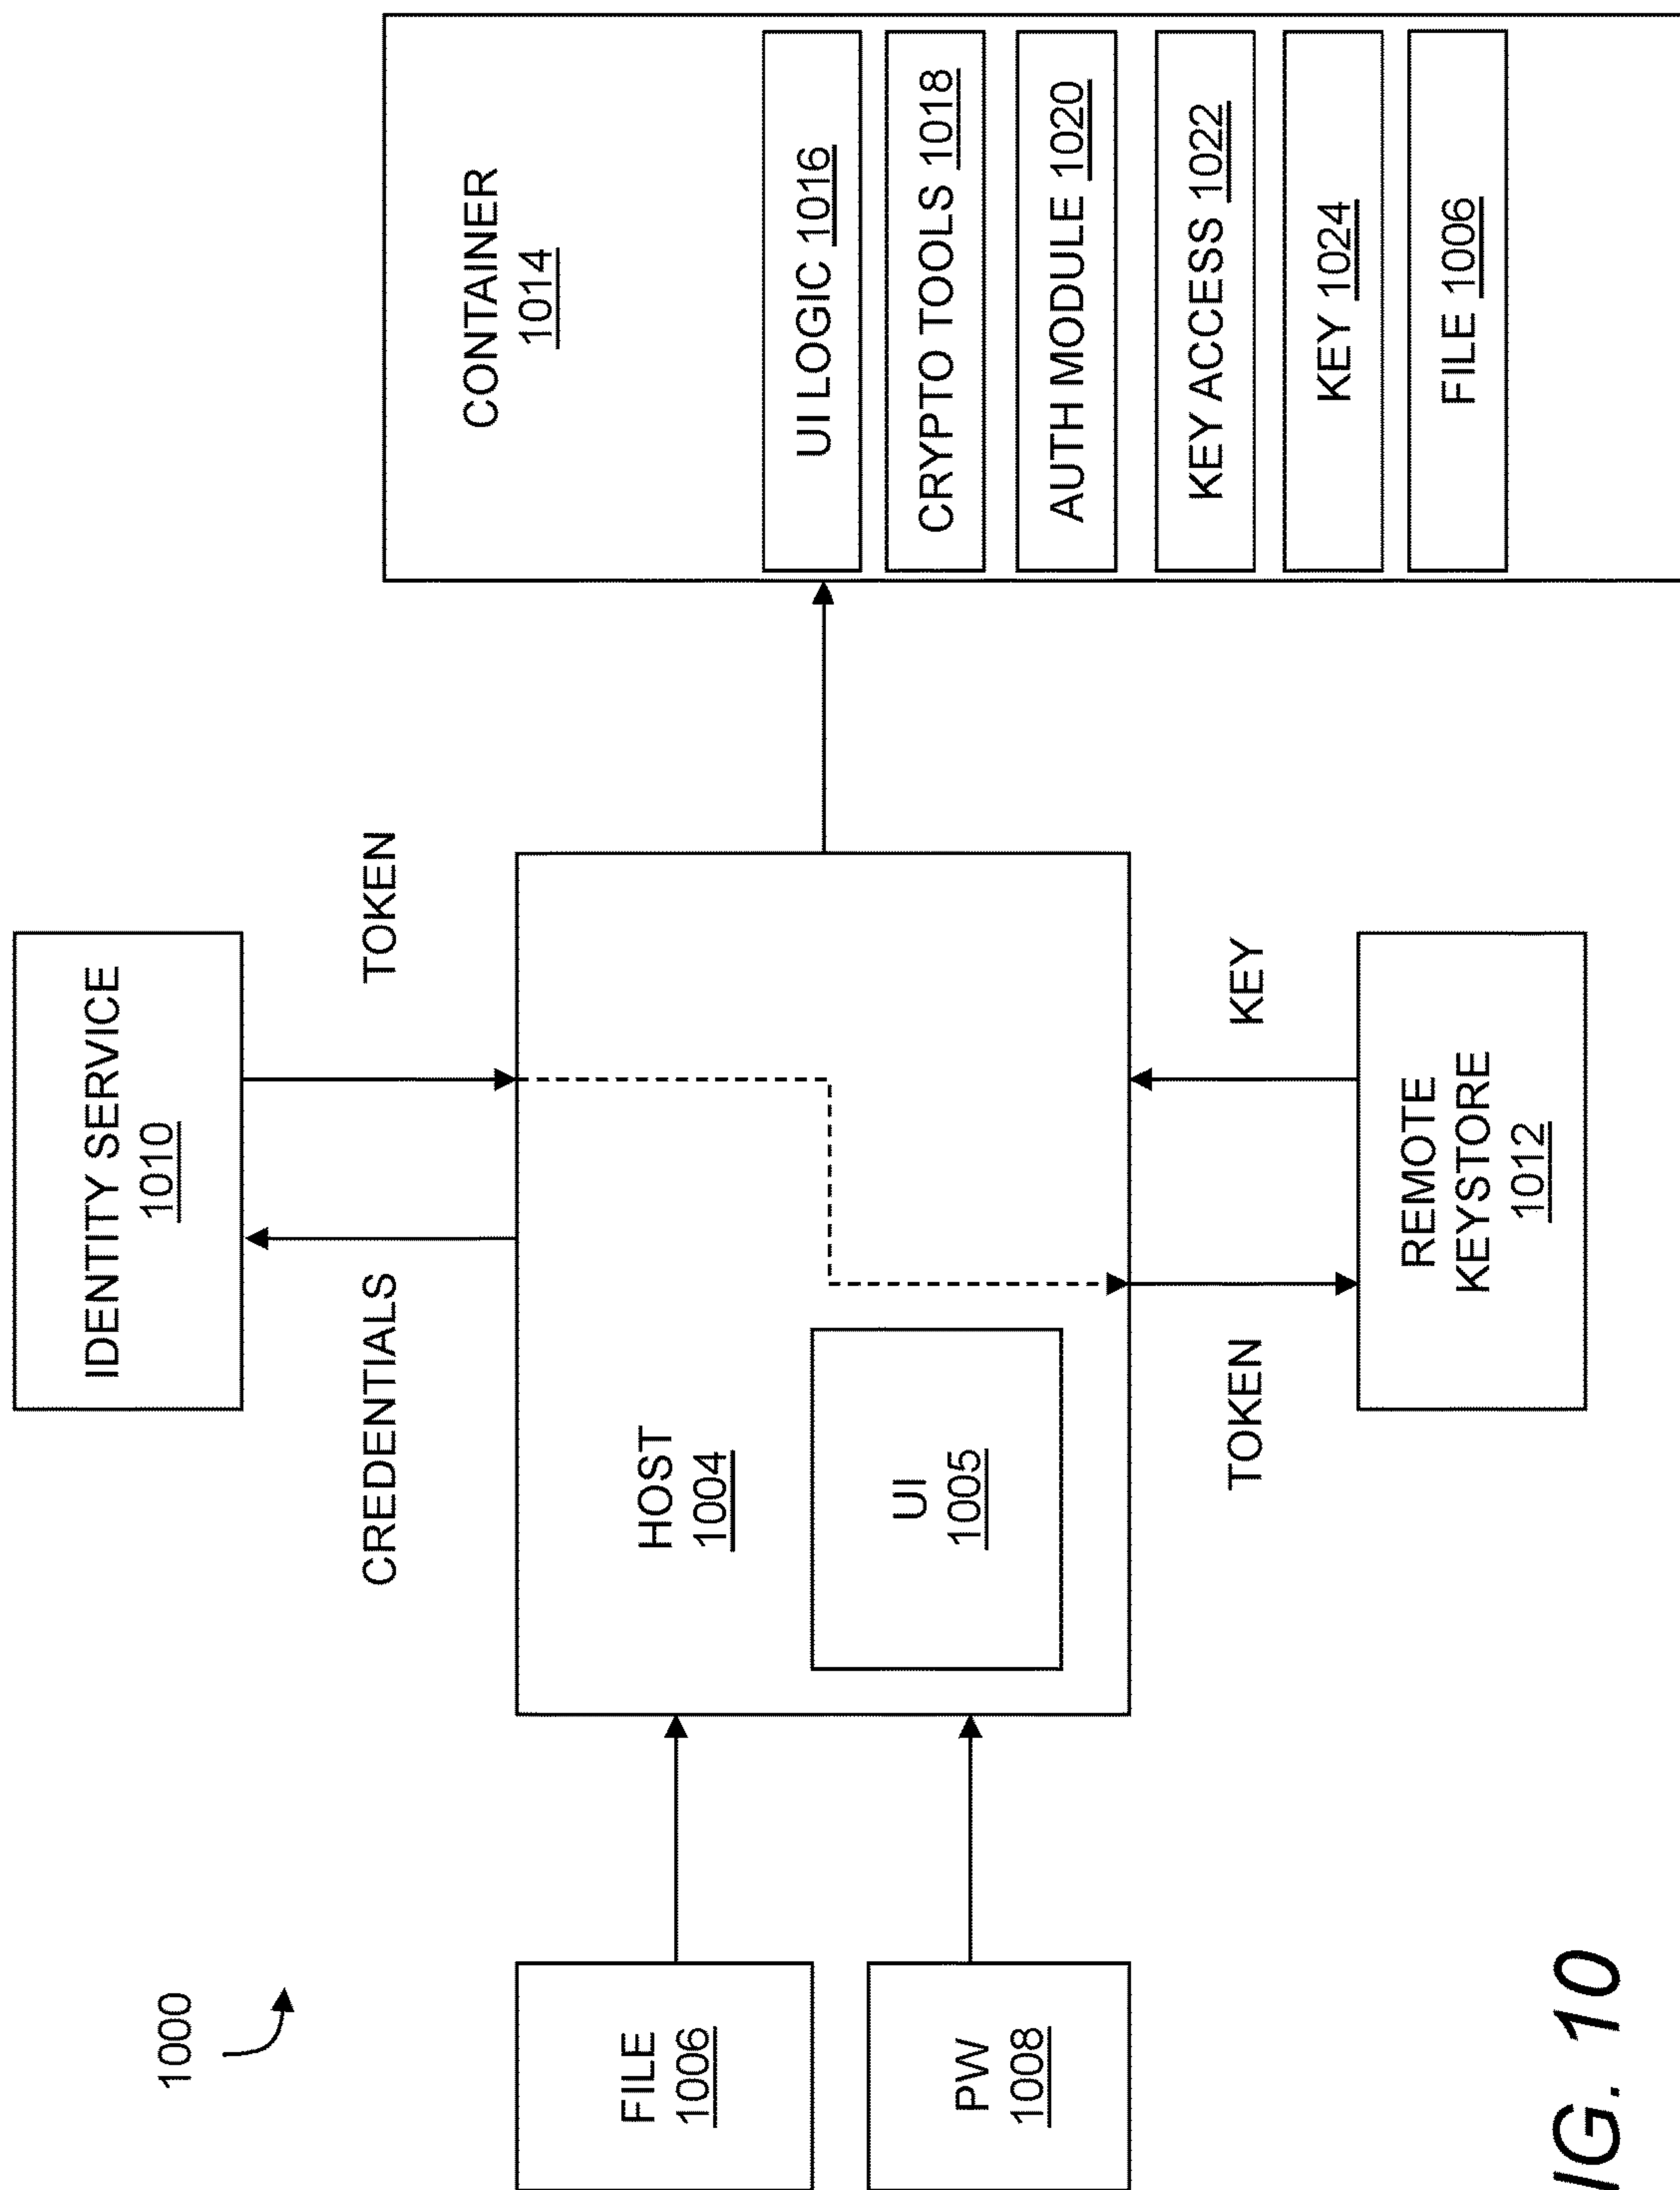 1000
IDENTITY SERVICE
1010
CREDENTIALS
TOKEN
FILE
1006
PW
1008
HOST
1004
UI
1005
TOKEN
KEY
REMOTE
KEYSTORE
1012
CONTAINER
1014
UI LOGIC 1016
CRYPTO TOOLS 1018
AUTH MODULE 1020
KEY ACCESS 1022
KEY 1024
FILE 1006
IG. 10